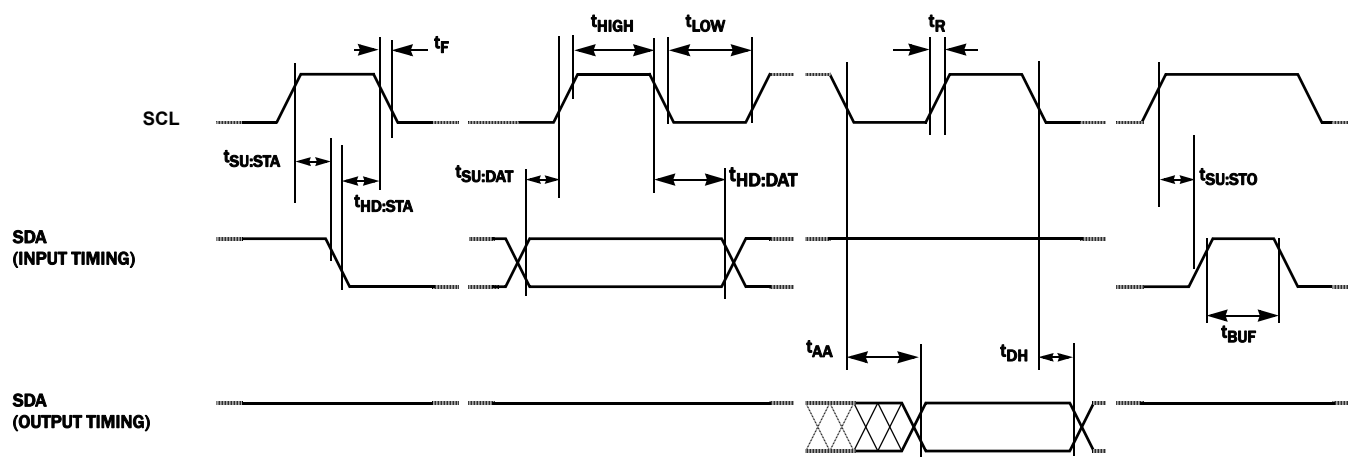 tF
tHIGH
tLOW
tR
SCL
tSU:STA
tHD:STA
tSU:DAT
tHD:DAT
tSU:STO
SDA
(INPUT TIMING)
tBUF
tAA
tDH
SDA
(OUTPUT TIMING)